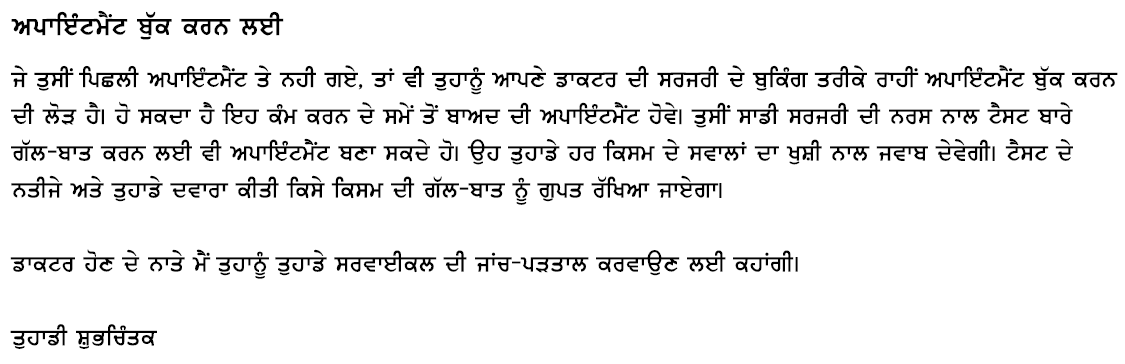 ਅਪਾਇੰਟਮੈਂਟ ਬੁੱਕ ਕਰਨ ਲਈ
ਜੇ ਤੁਸੀਂ ਪਿਛਲੀ ਅਪਾਇੰਟਮੈਂਟ ਤੇ ਨਹੀ ਗਏ, ਤਾਂ ਵੀ ਤੁਹਾਨੂੰ ਆਪਣੇ ਡਾਕਟਰ ਦੀ ਸਰਜਰੀ ਦੇ ਬੁਕਿੰਗ ਤਰੀਕੇ ਰਾਹੀਂ ਅਪਾਇੰਟਮੈਂਟ ਬੁੱਕ ਕਰਨ
ਦੀ ਲੋੜ ਹੈ। ਹੋ ਸਕਦਾ ਹੈ ਇਹ ਕੰਮ ਕਰਨ ਦੇ ਸਮੇਂ ਤੋਂ ਬਾਅਦ ਦੀ ਅਪਾਇੰਟਮੈਂਟ ਹੋਵੇ। ਤੁਸੀਂ ਸਾਡੀ ਸਰਜਰੀ ਦੀ ਨਰਸ ਨਾਲ ਟੈਸਟ ਬਾਰੇ
ਗੱਲ-ਬਾਤ ਕਰਨ ਲਈ ਵੀ ਅਪਾਇੰਟਮੈਂਟ ਬਣਾ ਸਕਦੇ ਹੋ। ਉਹ ਤੁਹਾਡੇ ਹਰ ਕਿਸਮ ਦੇ ਸਵਾਲਾਂ ਦਾ ਖੁਸ਼ੀ ਨਾਲ ਜਵਾਬ ਦੇਵੇਗੀ। ਟੈਸਟ ਦੇ
ਨਤੀਜੇ ਅਤੇ ਤੁਹਾਡੇ ਦਵਾਰਾ ਕੀਤੀ ਕਿਸੇ ਕਿਸਮ ਦੀ ਗੱਲ-ਬਾਤ ਨੂੰ ਗੁਪਤ ਰੱਖਿਆ ਜਾਏਗਾ।
ਡਾਕਟਰ ਹੋਣ ਦੇ ਨਾਤੇ ਮੈਂ ਤੁਹਾਨੂੰ ਤੁਹਾਡੇ ਸਰਵਾਈਕਲ ਦੀ ਜਾਂਚ-ਪੜਤਾਲ ਕਰਵਾਉਣ ਲਈ ਕਹਾਂਗੀ।
ਤੁਹਾਡੀ ਸ਼ੁਭਚਿੰਤਕ